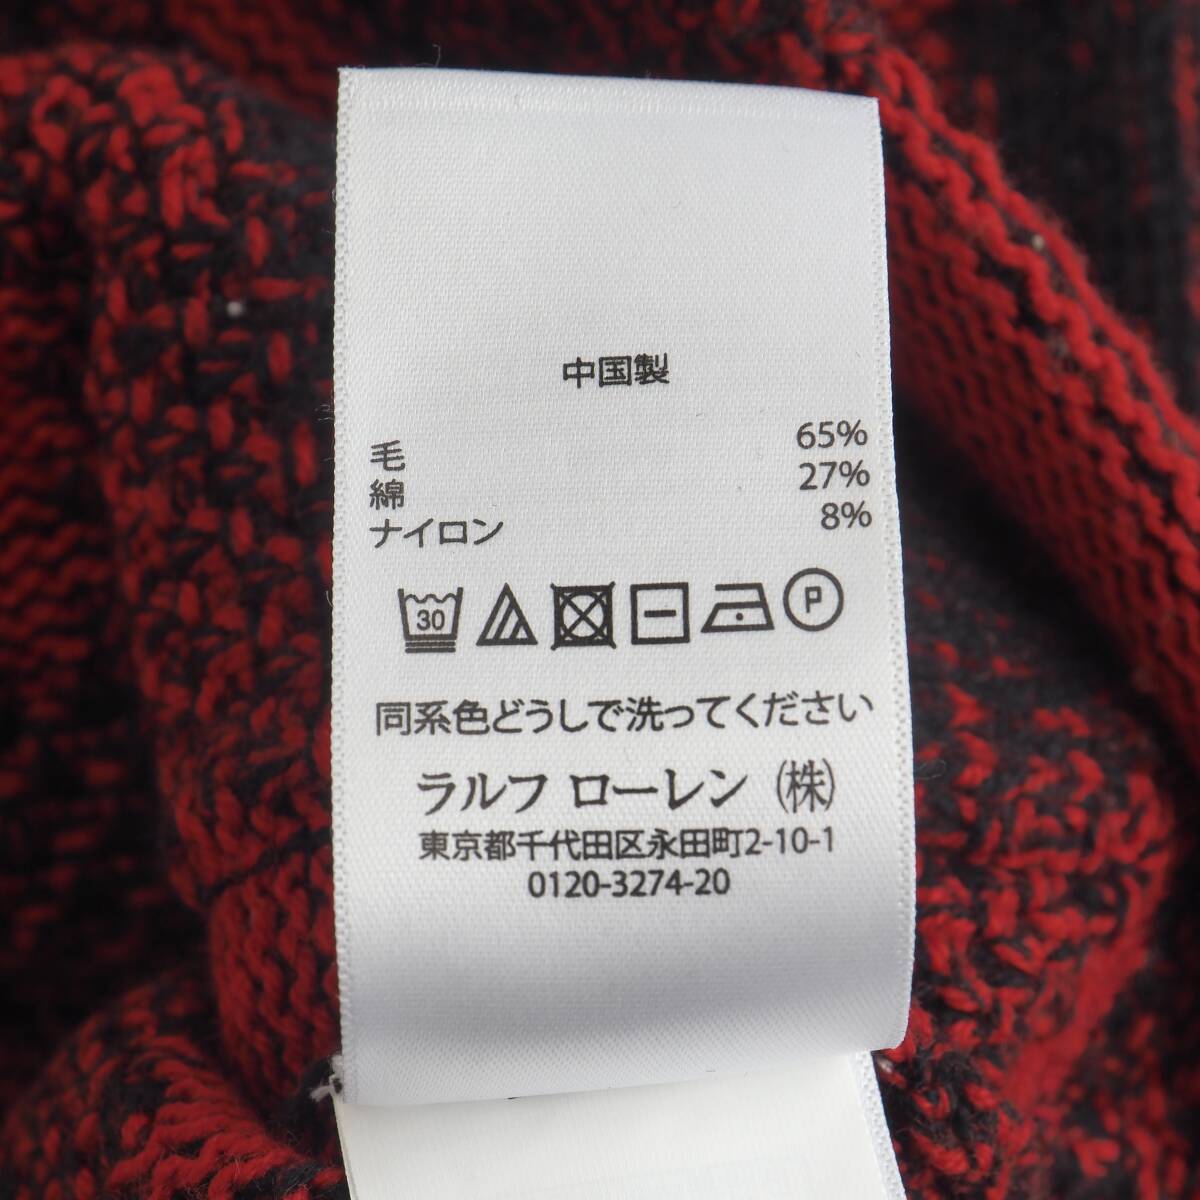 中国製
毛 65%
綿 27%
ナイロン 8%
30 P
同系色どうしで洗ってください
ラルフ ローレン (株)
東京都千代田区永田町2-10-1
0120-3274-20